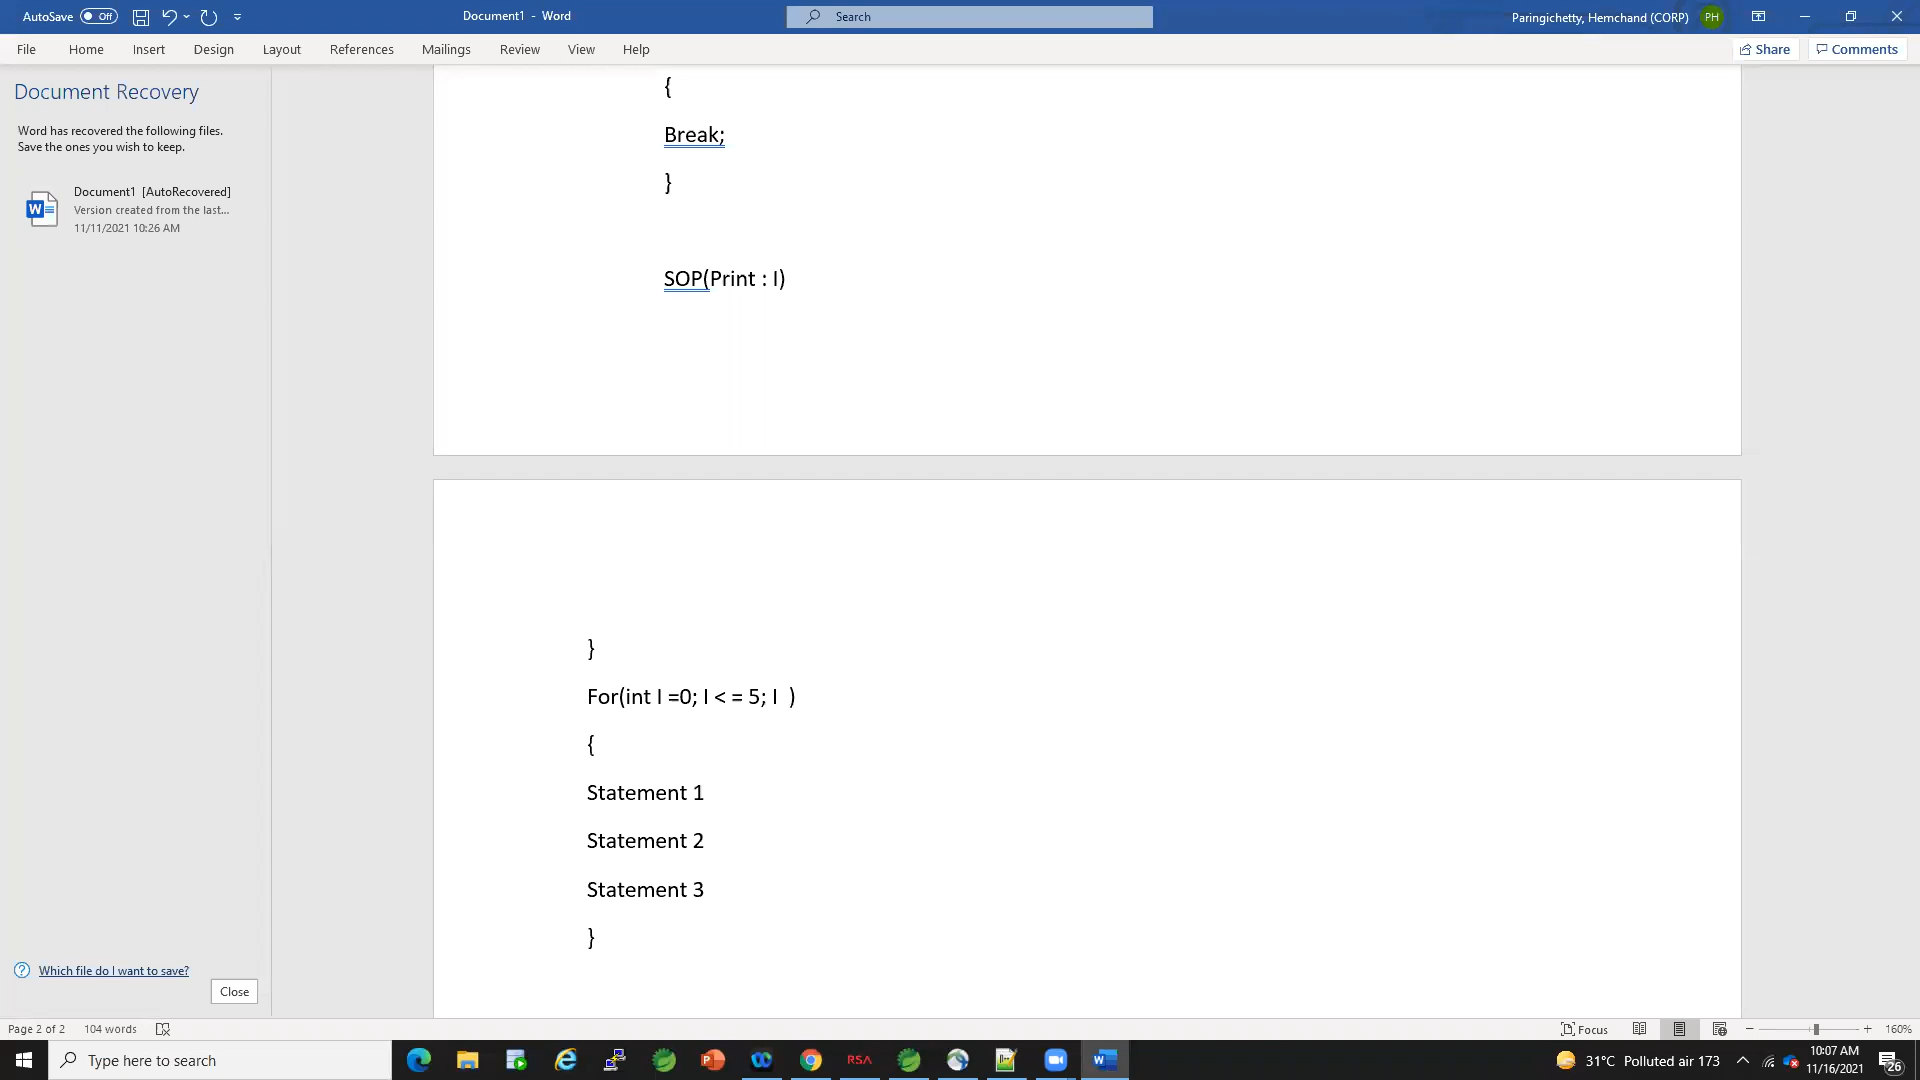 AutoSave Off Document1 - Word Search Paringichetty, Hemchand (CORP) PH
File Home Insert Design Layout References Mailings Review View Help Share Comments
Document Recovery
Word has recovered the following files.
Save the ones you wish to keep.
Document1 [AutoRecovered]
Version created from the last...
11/11/2021 10:26 AM
{
Break;
}
SOP(Print : I)
}
For(int I =0; I < = 5; I )
{
Statement 1
Statement 2
Statement 3
}
Which file do I want to save?
Close
Page 2 of 2 104 words Focus 160%
Type here to search RSA 31°C Polluted air 173 10:07 AM
11/16/2021 26